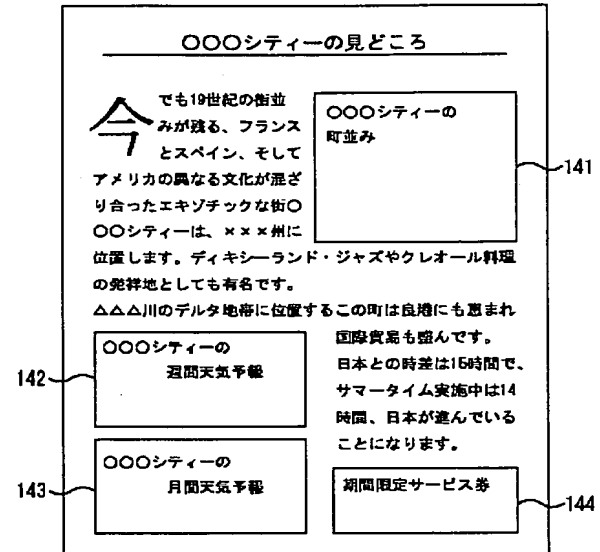 〇〇〇シティーの見どころ
今でも19世紀の街並
みが残る、フランス
とスペイン、そして
アメリカの異なる文化が混ざ
り合ったエキゾチックな街〇
〇〇シティーは、×××州に
位置します。ディキシーランド・ジャズやクレオール料理
の発祥地としても有名です。
△△△川のデルタ地帯に位置するこの町は良港にも恵まれ
国際貿易も盛んです。
日本との時差は15時間で、
サマータイム実施中は14
時間、日本が進んでいる
ことになります。
〇〇〇シティーの
町並み
141
〇〇〇シティーの
週間天気予報
142
〇〇〇シティーの
月間天気予報
143
期間限定サービス券
144